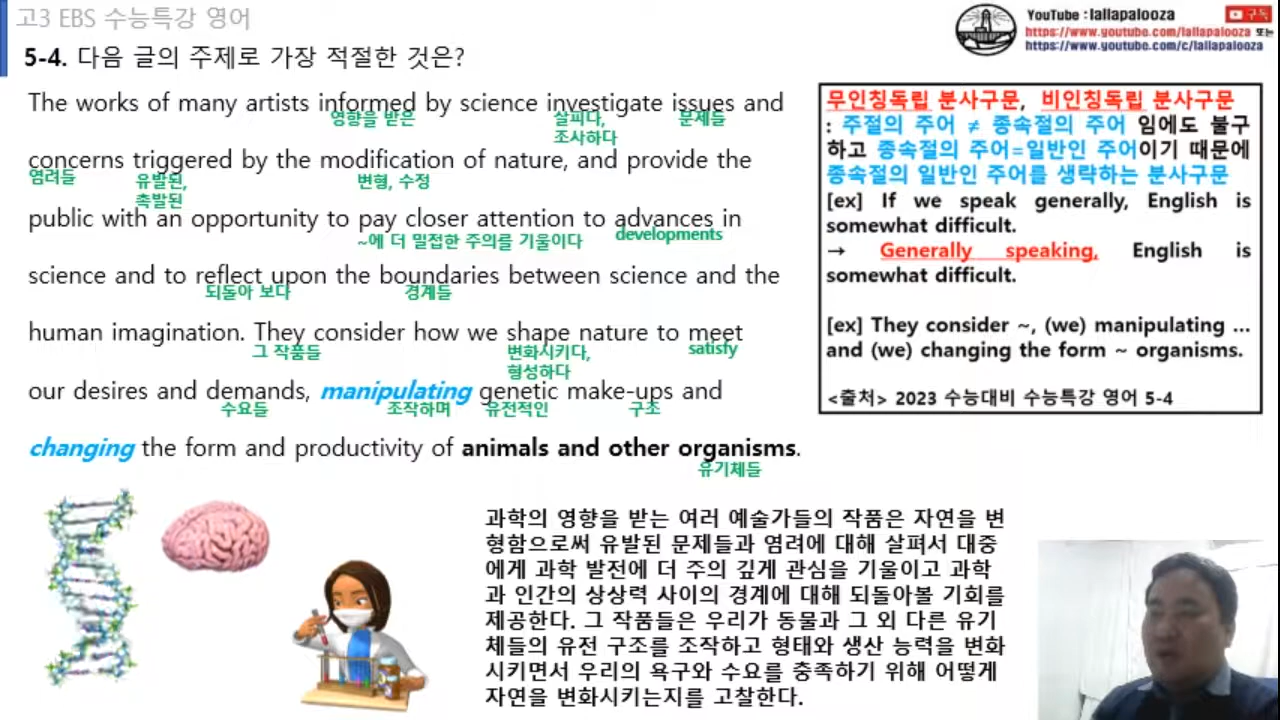 고3 EBS 수능특강 영어
5-4. 다음 글의 주제로 가장 적절한 것은?
The works of many artists informed by science investigate issues and
영향을 받은 살피다, 문제들
조사하다
concerns triggered by the modification of nature, and provide the
염려들 유발된, 변형, 수정
촉발된
public with an opportunity to pay closer attention to advances in
~에 더 밀접한 주의를 기울이다 developments
science and to reflect upon the boundaries between science and the
되돌아 보다 경계들
human imagination. They consider how we shape nature to meet
그 작품들 변화시키다, satisfy
형성하다
our desires and demands, manipulating genetic make-ups and
수요들 조작하며 유전적인 구조
changing the form and productivity of animals and other organisms.
유기체들
과학의 영향을 받는 여러 예술가들의 작품은 자연을 변
형함으로써 유발된 문제들과 염려에 대해 살펴서 대중
에게 과학 발전에 더 주의 깊게 관심을 기울이고 과학
과 인간의 상상력 사이의 경계에 대해 되돌아볼 기회를
제공한다. 그 작품들은 우리가 동물과 그 외 다른 유기
체들의 유전 구조를 조작하고 형태와 생산 능력을 변화
시키면서 우리의 욕구와 수요를 충족하기 위해 어떻게
자연을 변화시키는지를 고찰한다.
YouTube : lallapalooza
구독
https://www.youtube.com/lallapalooza 또는
https://www.youtube.com/c/lallapalooza
무인칭독립 분사구문, 비인칭독립 분사구문
: 주절의 주어 ≠ 종속절의 주어 임에도 불구
하고 종속절의 주어=일반인 주어이기 때문에
종속절의 일반인 주어를 생략하는 분사구문
[ex] If we speak generally, English is
somewhat difficult.
→ Generally speaking, English is
somewhat difficult.
[ex] They consider ~, (we) manipulating ...
and (we) changing the form ~ organisms.
<출처> 2023 수능대비 수능특강 영어 5-4